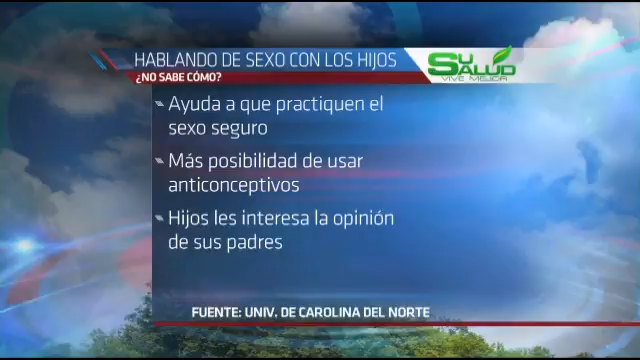 HABLANDO DE SEXO CON LOS HIJOS
¿NO SABE CÓMO?
SU
SALUD
VIVE MEJOR
Ayuda a que practiquen el
sexo seguro
Más posibilidad de usar
anticonceptivos
Hijos les interesa la opinión
de sus padres
FUENTE: UNIV. DE CAROLINA DEL NORTE